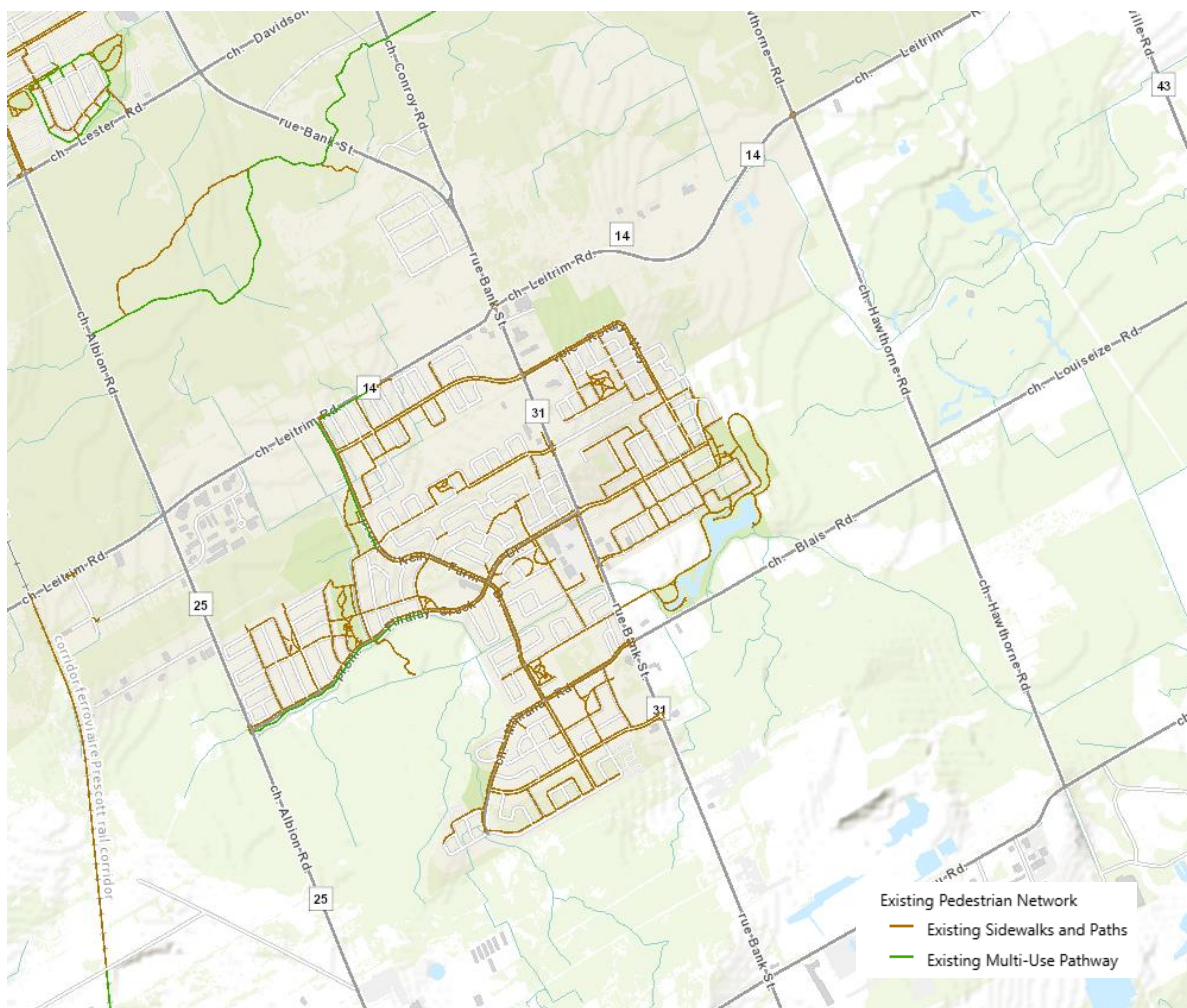 ch. Davidson
ch. Lester Rd
rue Bank St.
ch. Conroy Rd.
ch. Leitrim
43
14
14
ch. Leitrim Rd.
rue Bank St.
ch. Albion Rd.
ch. Hawthorne Rd.
ch. Louiseize Rd.
14
ch. Leitrim Rd.
31
ch. Leitrim Rd.
25
ch. Blais Rd.
ch. Hawthorne Rd.
rue Bank St.
31
corridor ferroviaire Prescott rail corridor
ch. Albion Rd.
25
rue Bank St.
Existing Pedestrian Network
Existing Sidewalks and Paths
Existing Multi-Use Pathway